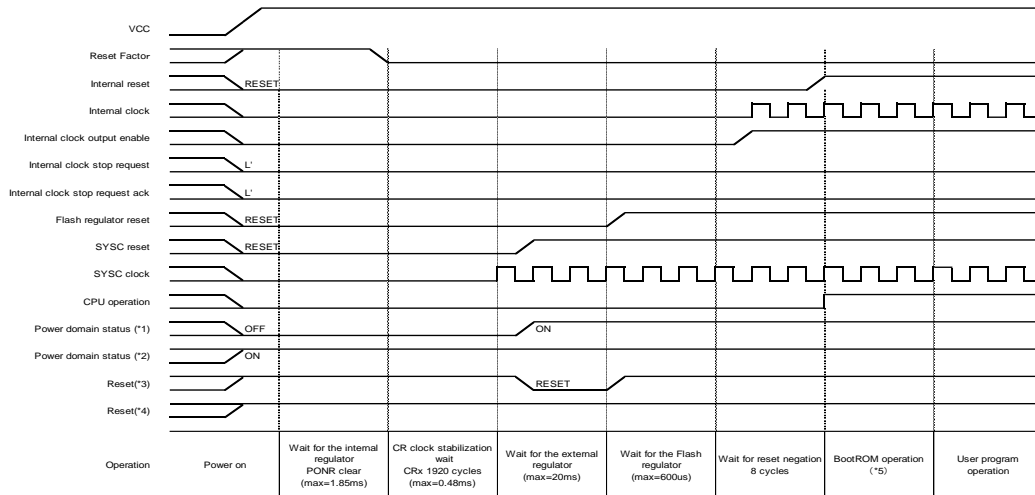 VCC
Reset Factor
Internal reset
RESET
Internal clock
Internal clock output enable
Internal clock stop request
L'
Internal clock stop request ack
L'
Flash regulator reset
RESET
SYSC reset
RESET
SYSC clock
CPU operation
Power domain status (*1)
OFF
ON
Power domain status (*2)
ON
Reset(*3)
RESET
Reset(*4)
Operation
Power on
Wait for the internal
regulator
PONR clear
(max=1.85ms)
CR clock stabilization
wait
CRx 1920 cycles
(max=0.48ms)
Wait for the external
regulator
(max=20ms)
Wait for the Flash
regulator
(max=600us)
Wait for reset negation
8 cycles
BootROM operation
(*5)
User program
operation